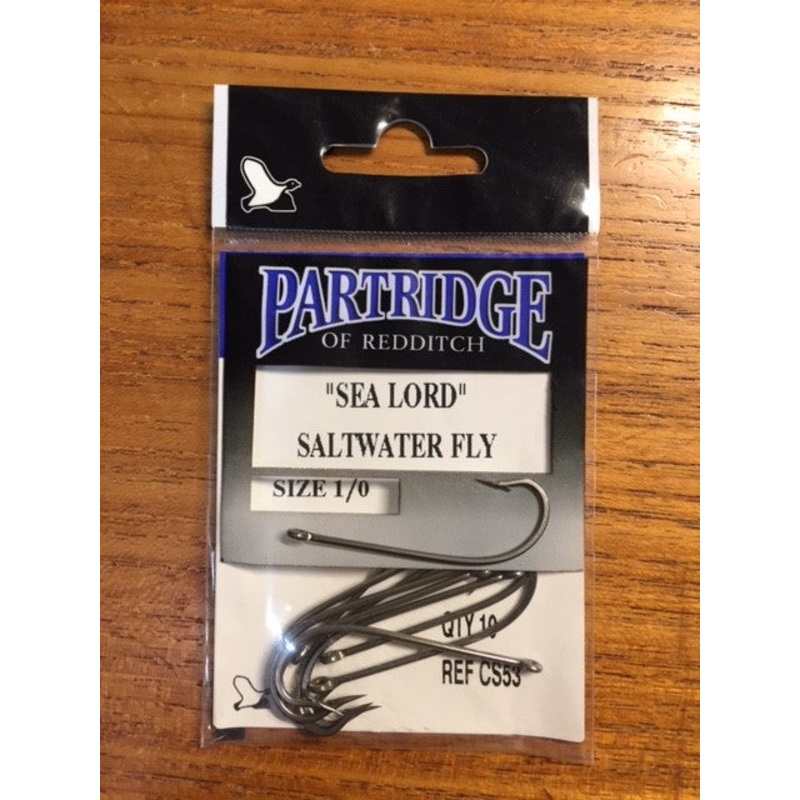 PARTRIDGE
OF REDDITCH
"SEA LORD"
SALTWATER FLY
SIZE 1/0
QTY 10
REF CS53